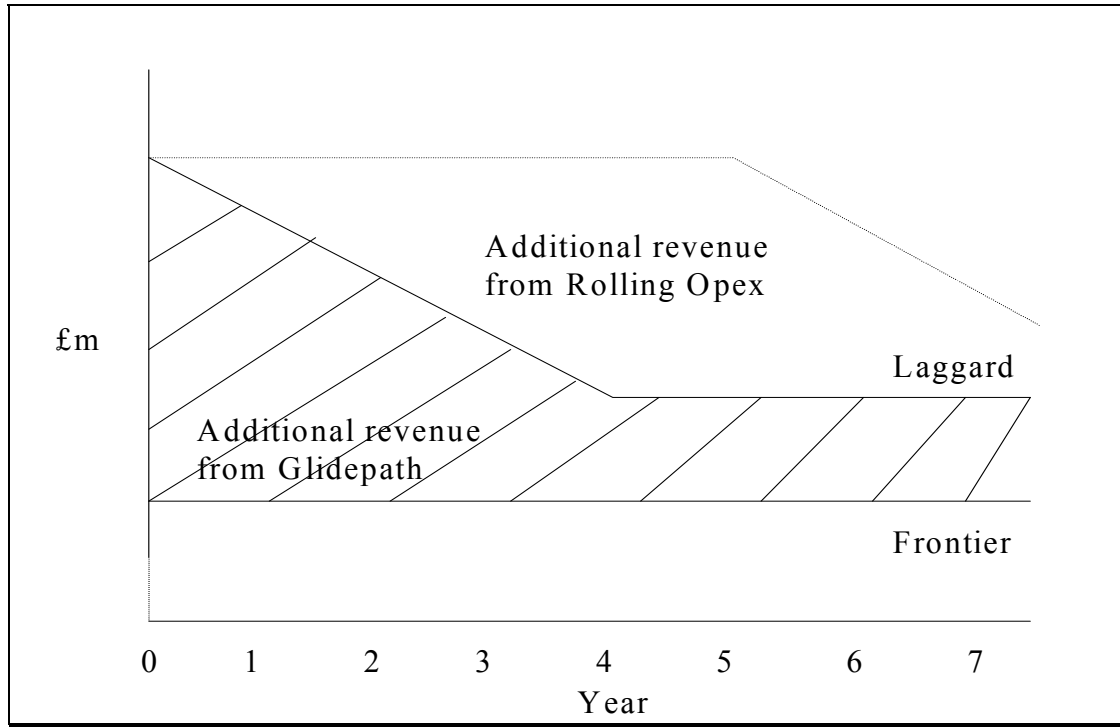 Additional revenue
from Rolling Opex
£m
Laggard
Additional revenue
from Glidepath
Frontier
0 1 2 3 4 5 6 7
Year